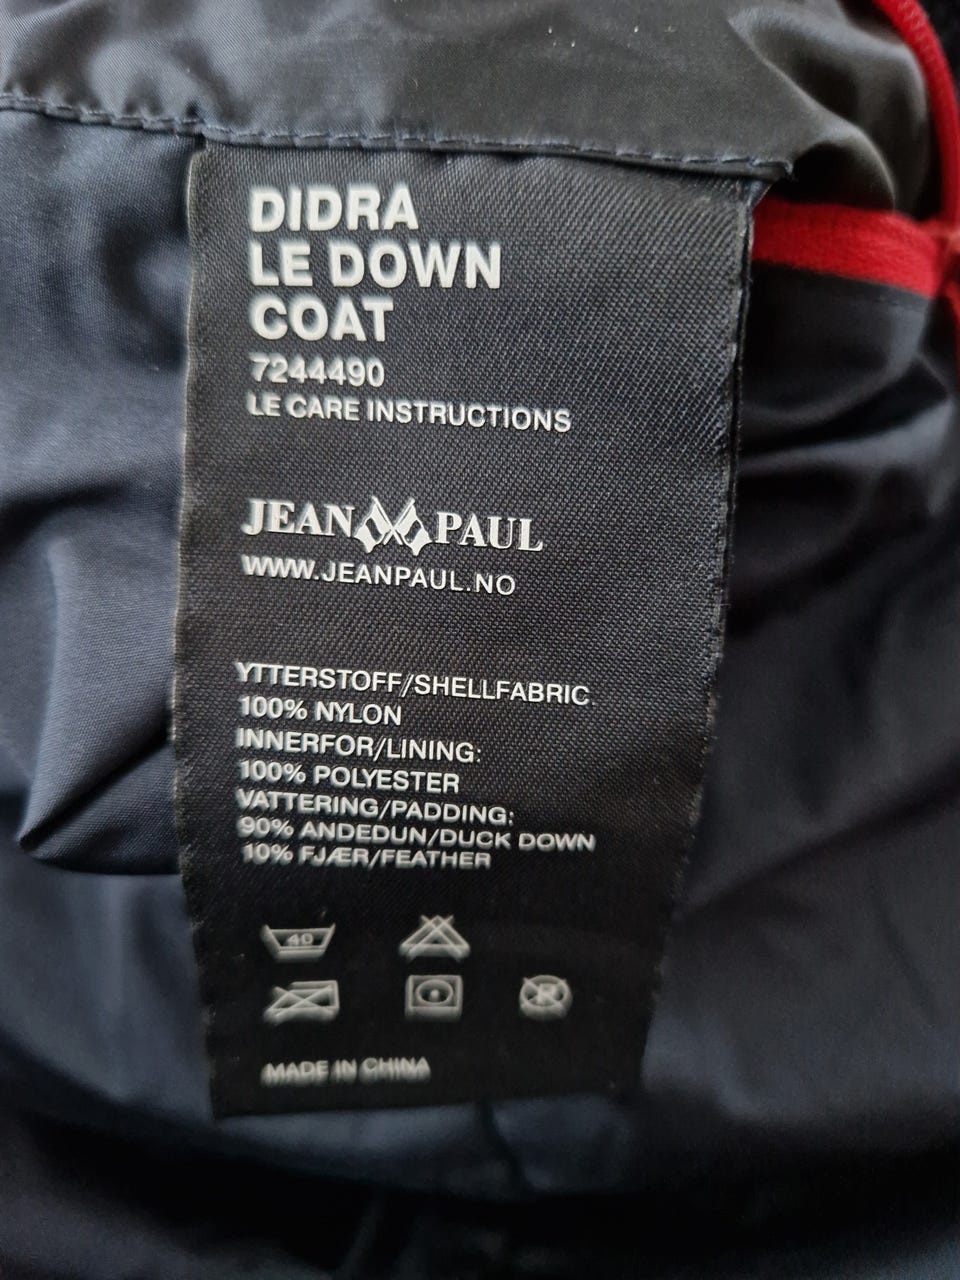 DIDRA
LE DOWN
COAT
7244490
LE CARE INSTRUCTIONS
JEAN PAUL
WWW.JEANPAUL.NO
YTTERSTOFF/SHELLFABRIC:
100% NYLON
INNERFOR/LINING:
100% POLYESTER
VATTERING/PADDING:
90% ANDEDUN/DUCK DOWN
10% FJÆR/FEATHER
40
R
MADE IN CHINA